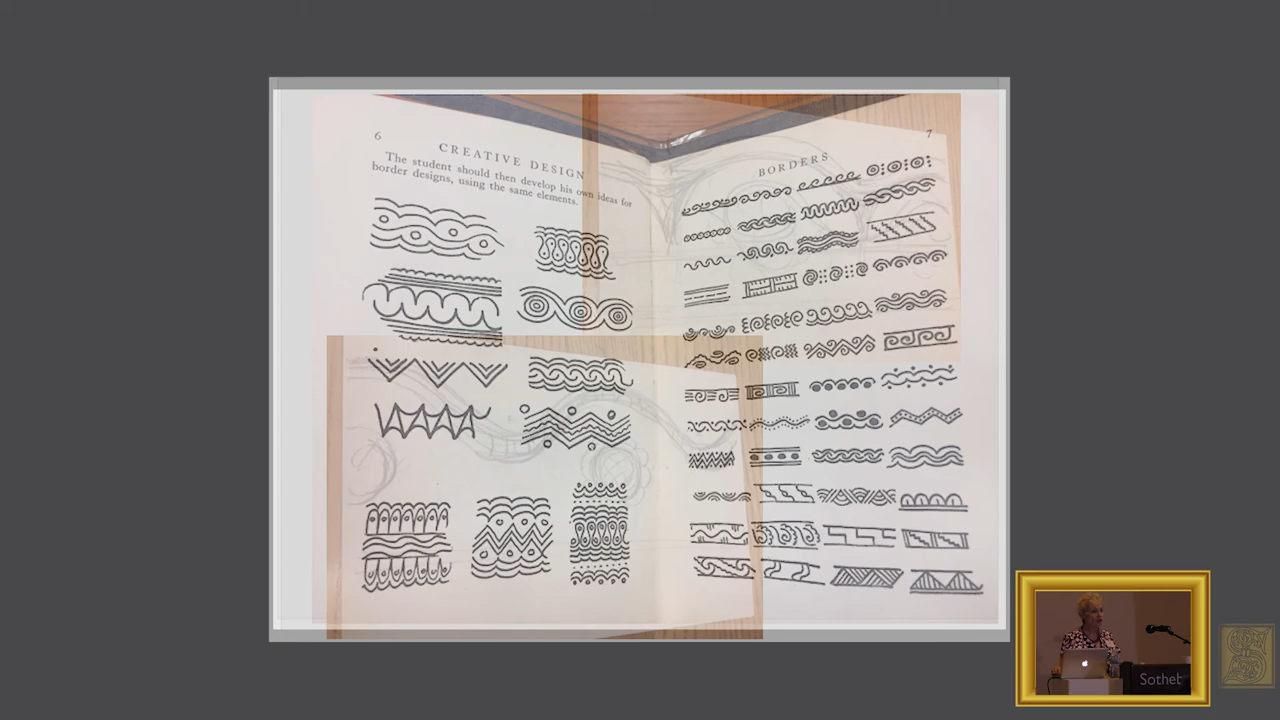 6
CREATIVE DESIGN
The student should then develop his own ideas for
border designs, using the same elements.
7
BORDERS
Sotheb
S